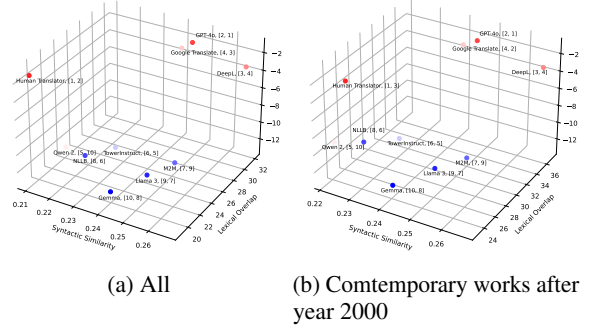 GPT-4o, [2, 1]
Google Translate, [4, 3]
DeepL, [3, 4]
Human Translator, [1, 2]
Qwen 2, [5, 10]
TowerInstruct, [6, 5]
NLLB, [8, 6]
M2M, [7, 9]
Llama 3, [9, 7]
Gemma, [10, 8]
−2
−4
−6
−8
−10
−12
0.21
0.22
0.23
0.24
0.25
0.26
Syntactic Similarity
20
22
24
26
28
30
32
Lexical Overlap
(a) All
GPT-4o, [2, 1]
Google Translate, [4, 2]
DeepL, [3, 4]
Human Translator, [1, 3]
NLLB, [8, 6]
Qwen 2, [5, 10]
TowerInstruct, [6, 5]
M2M, [7, 9]
Llama 3, [9, 7]
Gemma, [10, 8]
−2
−4
−6
−8
−10
−12
0.22
0.23
0.24
0.25
0.26
Syntactic Similarity
24
26
28
30
32
34
36
Lexical Overlap
(b) Comtemporary works after
year 2000